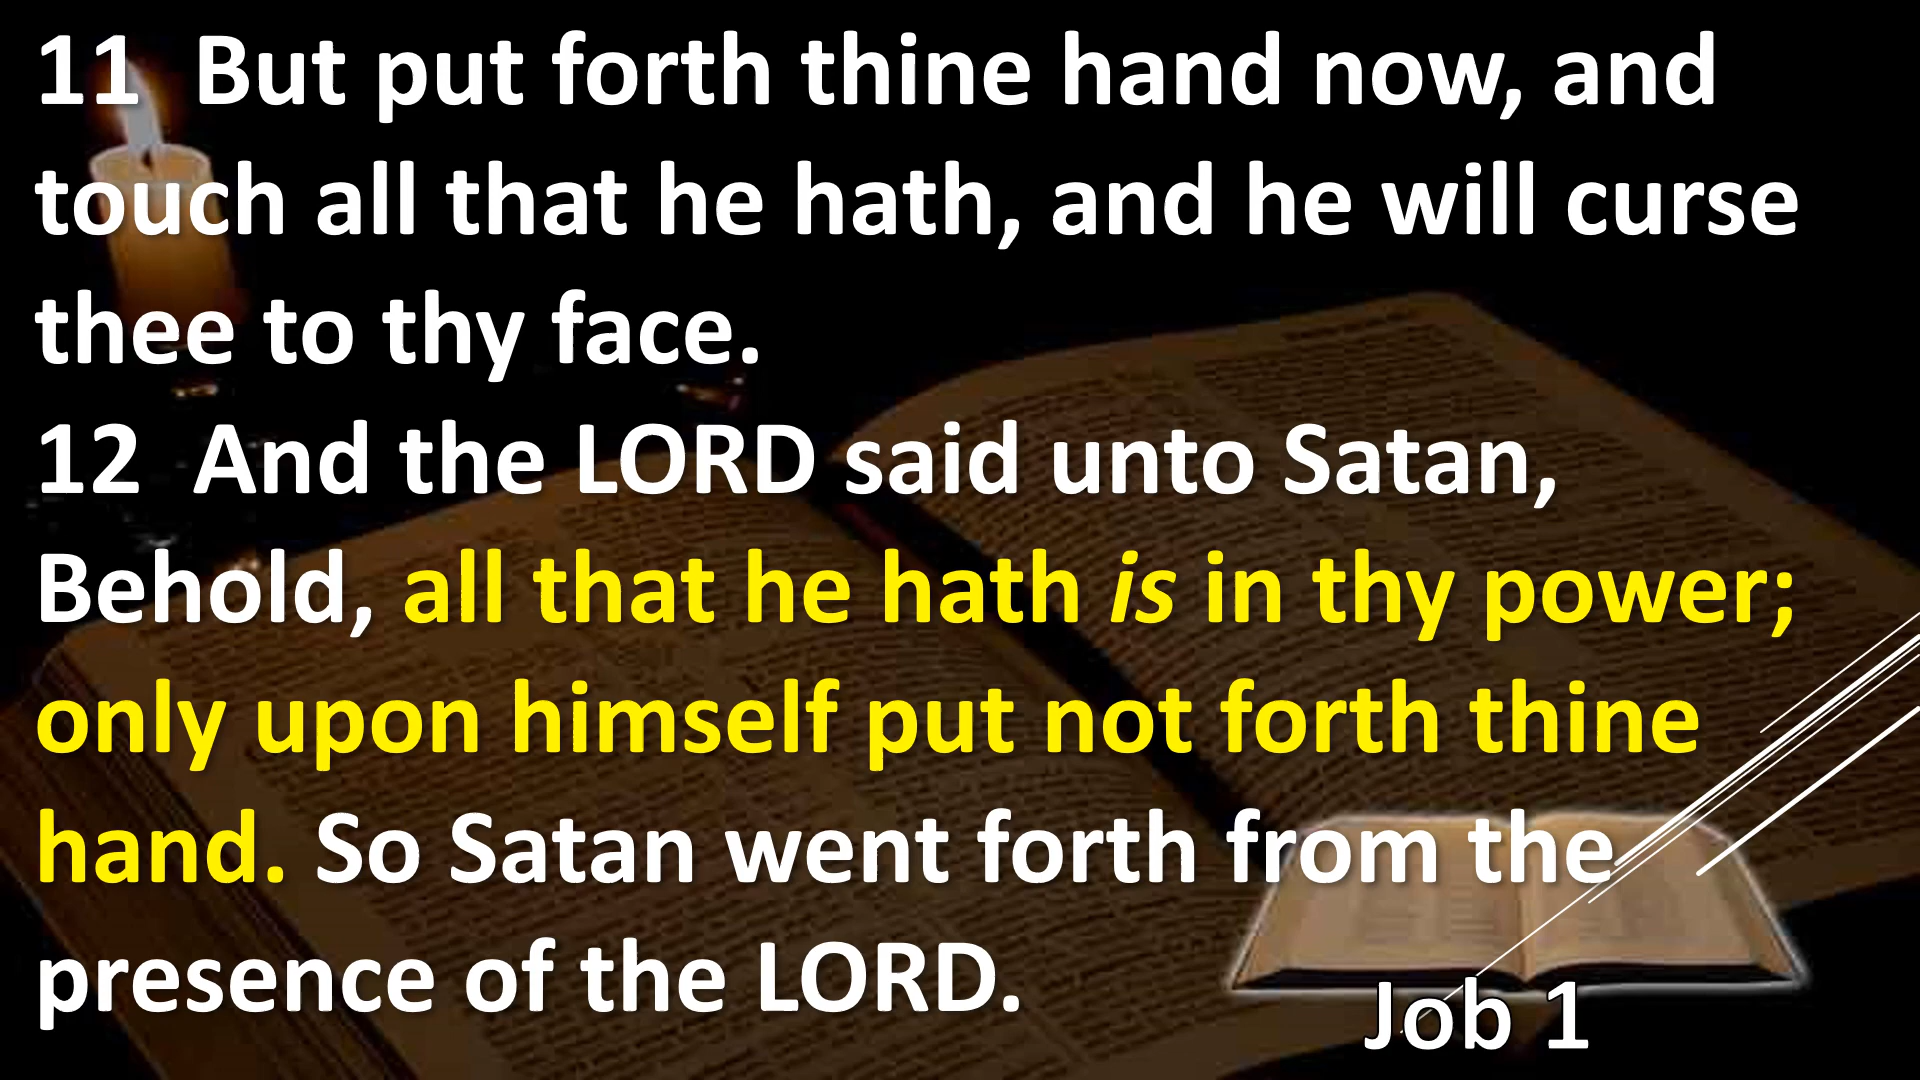 11  But put forth thine hand now, and
touch all that he hath, and he will curse
thee to thy face.
12  And the LORD said unto Satan,
Behold, all that he hath is in thy power;
only upon himself put not forth thine
hand. So Satan went forth from the
presence of the LORD.
Job 1